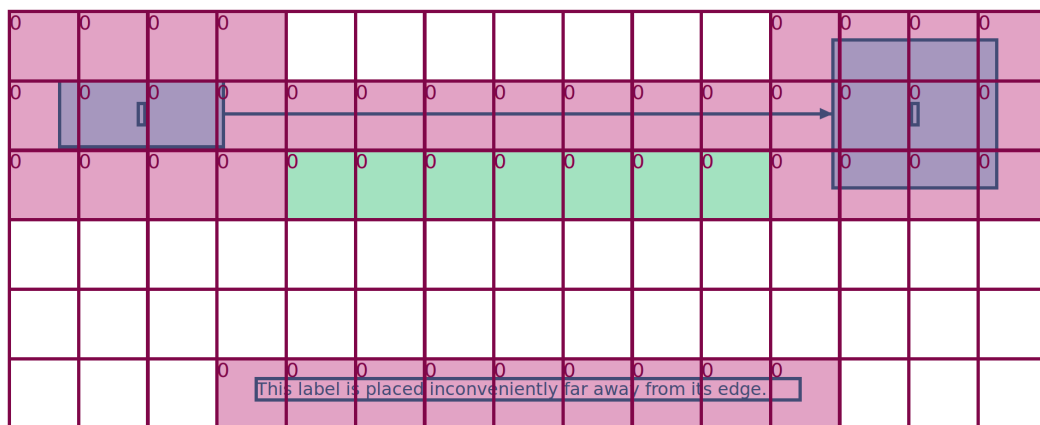 0 0 0 0 0 0 0 0
0 0 0 0 0 0 0 0 0 0 0 0 0 0 0
0 0 0 0 0 0 0 0 0 0 0 0 0 0 0
0 0 0 0 0 0 0 0 0
This label is placed inconveniently far away from its edge.